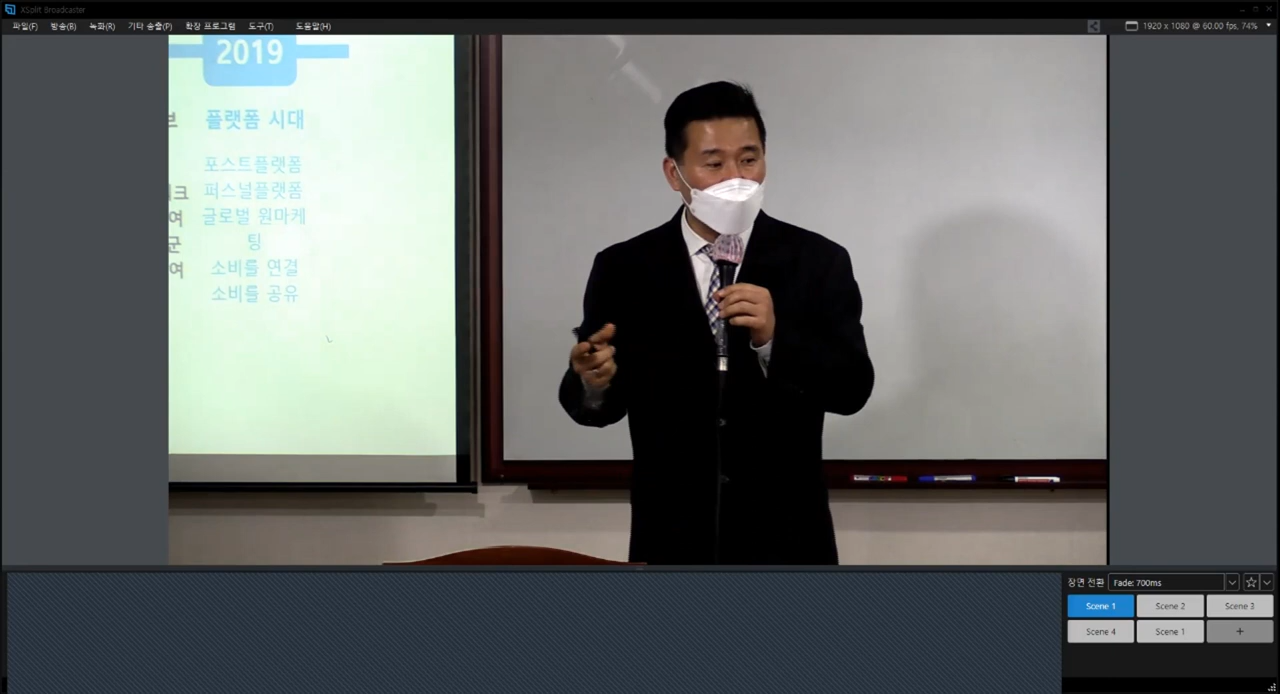 XSplit Broadcaster
파일(F) 방송(B) 녹화(R) 기타 송출(P) 확장 프로그램 도구(T) 도움말(H)
1920 x 1080 @ 60.00 fps, 74%
2019
플랫폼 시대
포스트플랫폼
크 퍼스널플랫폼
여 글로벌 원마케
군 팅
여 소비를 연결
소비를 공유
장면 전환 Fade: 700ms
Scene 1 Scene 2 Scene 3
Scene 4 Scene 1 +